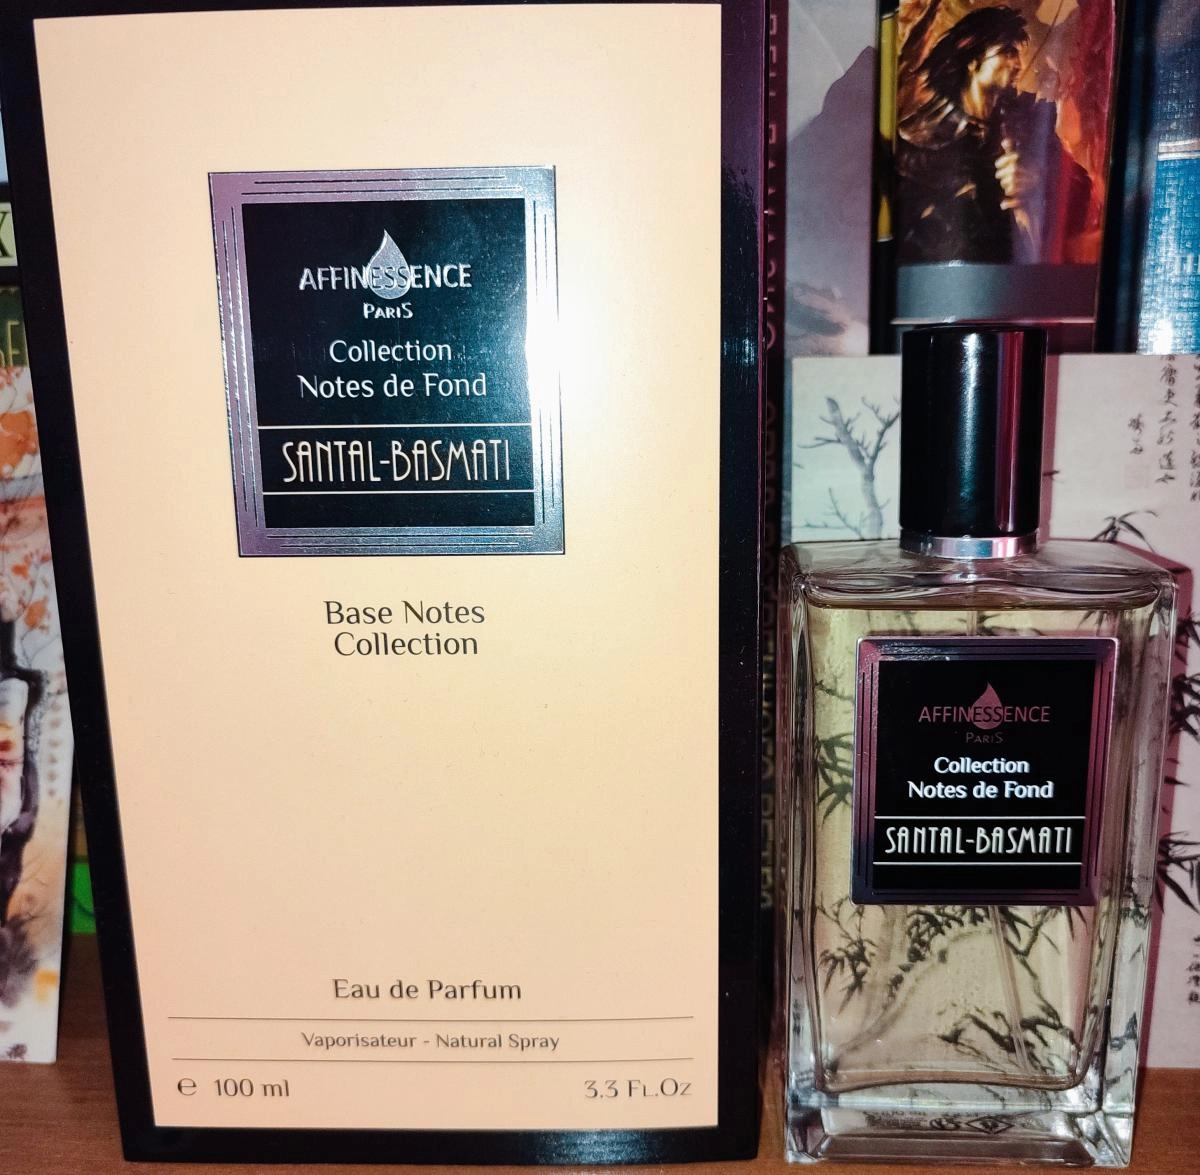 AFFINESSENCE
PARIS
Collection
Notes de Fond
SANTAL-BASMATI
Base Notes
Collection
Eau de Parfum
Vaporisateur - Natural Spray
℮ 100 ml
3.3 FL.OZ
AFFINESSENCE
PARIS
Collection
Notes de Fond
SANTAL-BASMATI